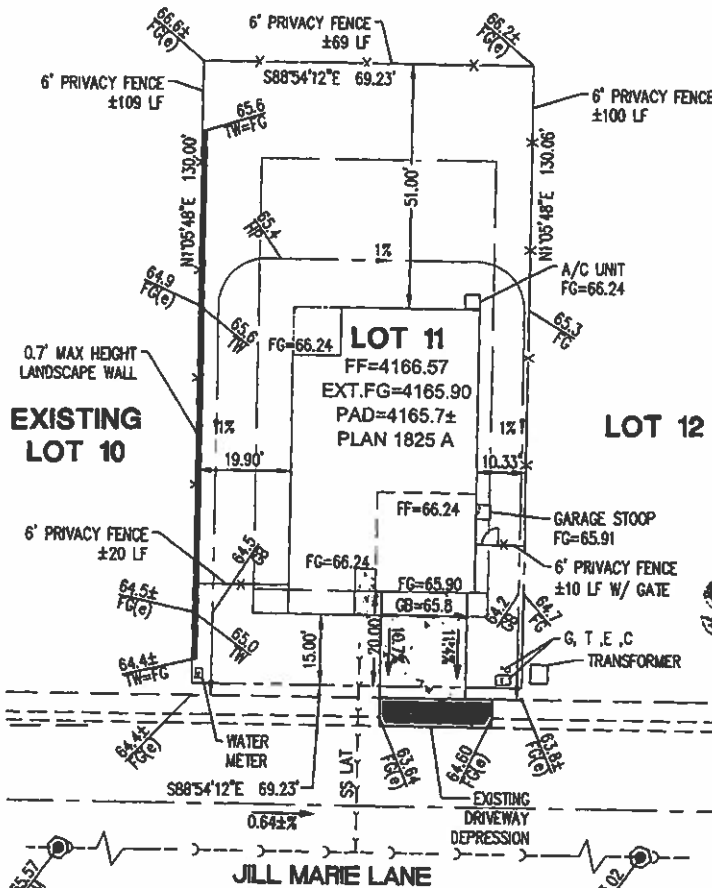 66.6±
FG(e)
6' PRIVACY FENCE
±69 LF
66.2±
FG(e)
S88°54'12"E 69.23'
6' PRIVACY FENCE
±109 LF
6' PRIVACY FENCE
±100 LF
65.6
TW=FG
N1°05'48"E 130.00'
51.00'
N1°05'48"E 130.06'
65.4
HP
1%
A/C UNIT
FG=66.24
64.9
FG(e)
65.6
TW
65.3
FG
FG=66.24
LOT 11
FF=4166.57
EXT.FG=4165.90
PAD=4165.7±
PLAN 1825 A
0.7' MAX HEIGHT
LANDSCAPE WALL
EXISTING
LOT 10
LOT 12
1%
1%
19.90'
10.33'
FF=66.24
GARAGE STOOP
FG=65.91
6' PRIVACY FENCE
±20 LF
64.5
GB
FG=66.24
6' PRIVACY FENCE
±10 LF W/ GATE
FG=65.90
GB=65.8
64.5±
FG(e)
64.2
GB
64.7
FG
65.0
TW
15.00'
20.00'
10.7%
11.4%
G, T ,E ,C
TRANSFORMER
64.4±
TW=FG
64.4±
FG(e)
WATER
METER
63.64
FG(e)
64.60
FG(e)
63.8±
FG(e)
S88°54'12"E 69.23'
SS LAT
EXISTING
DRIVEWAY
DEPRESSION
0.64±%
65.57
JILL MARIE LANE